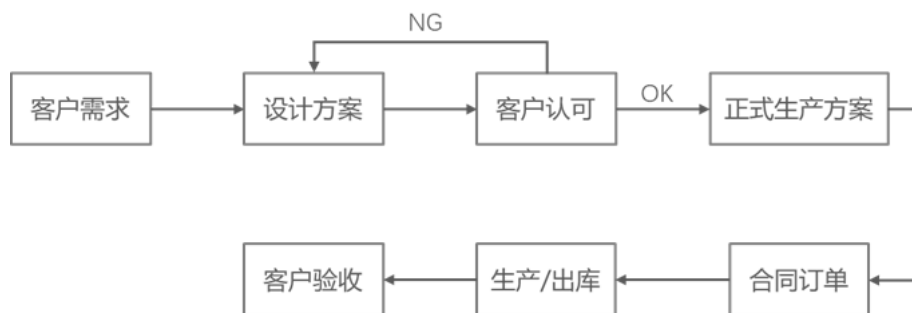 NG
客户需求
设计方案
客户认可
OK
正式生产方案
客户验收
生产/出库
合同订单